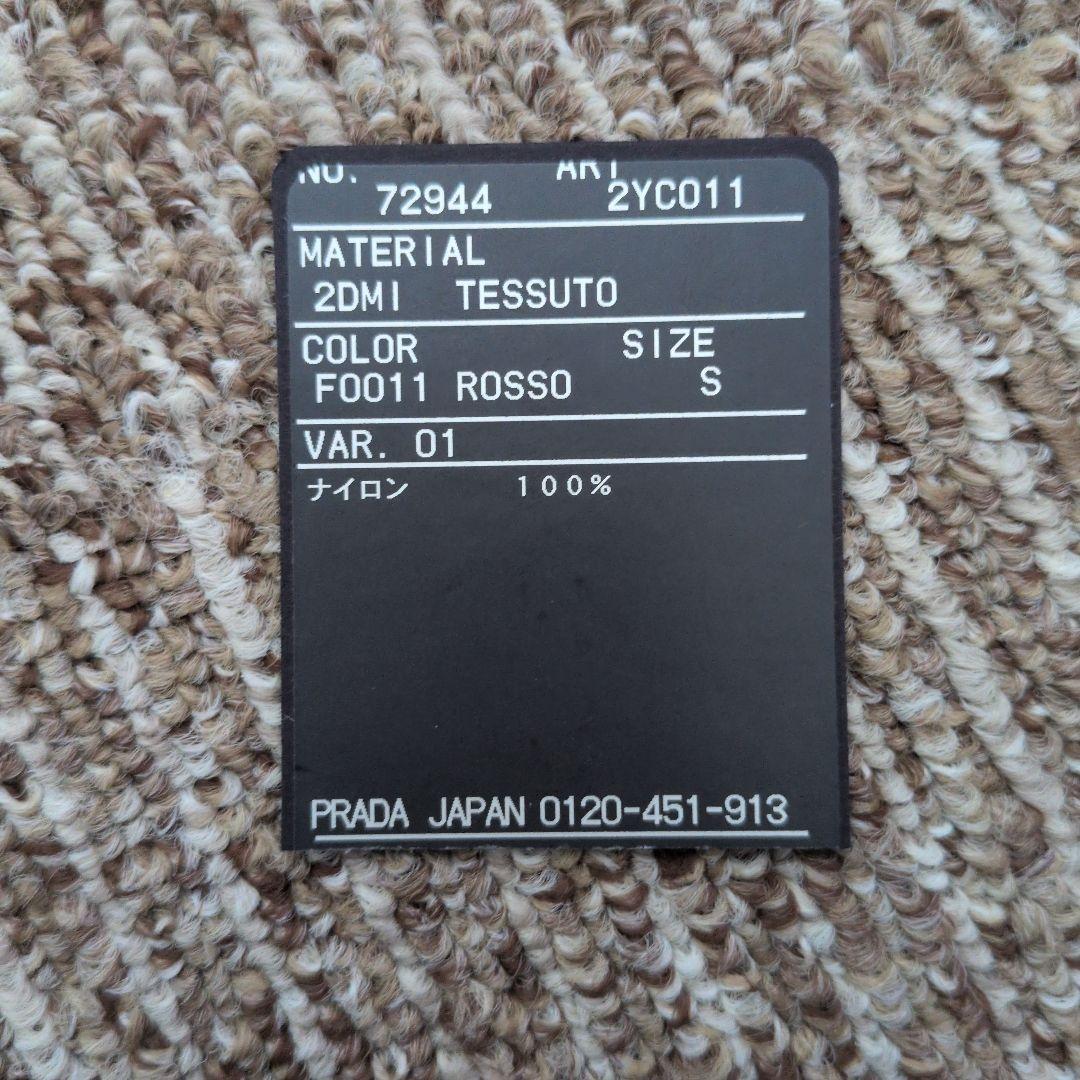 NO. ART
72944 2YC011
MATERIAL
2DMI TESSUTO
COLOR SIZE
F0011 ROSSO S
VAR. 01
ナイロン 100%
PRADA JAPAN 0120-451-913